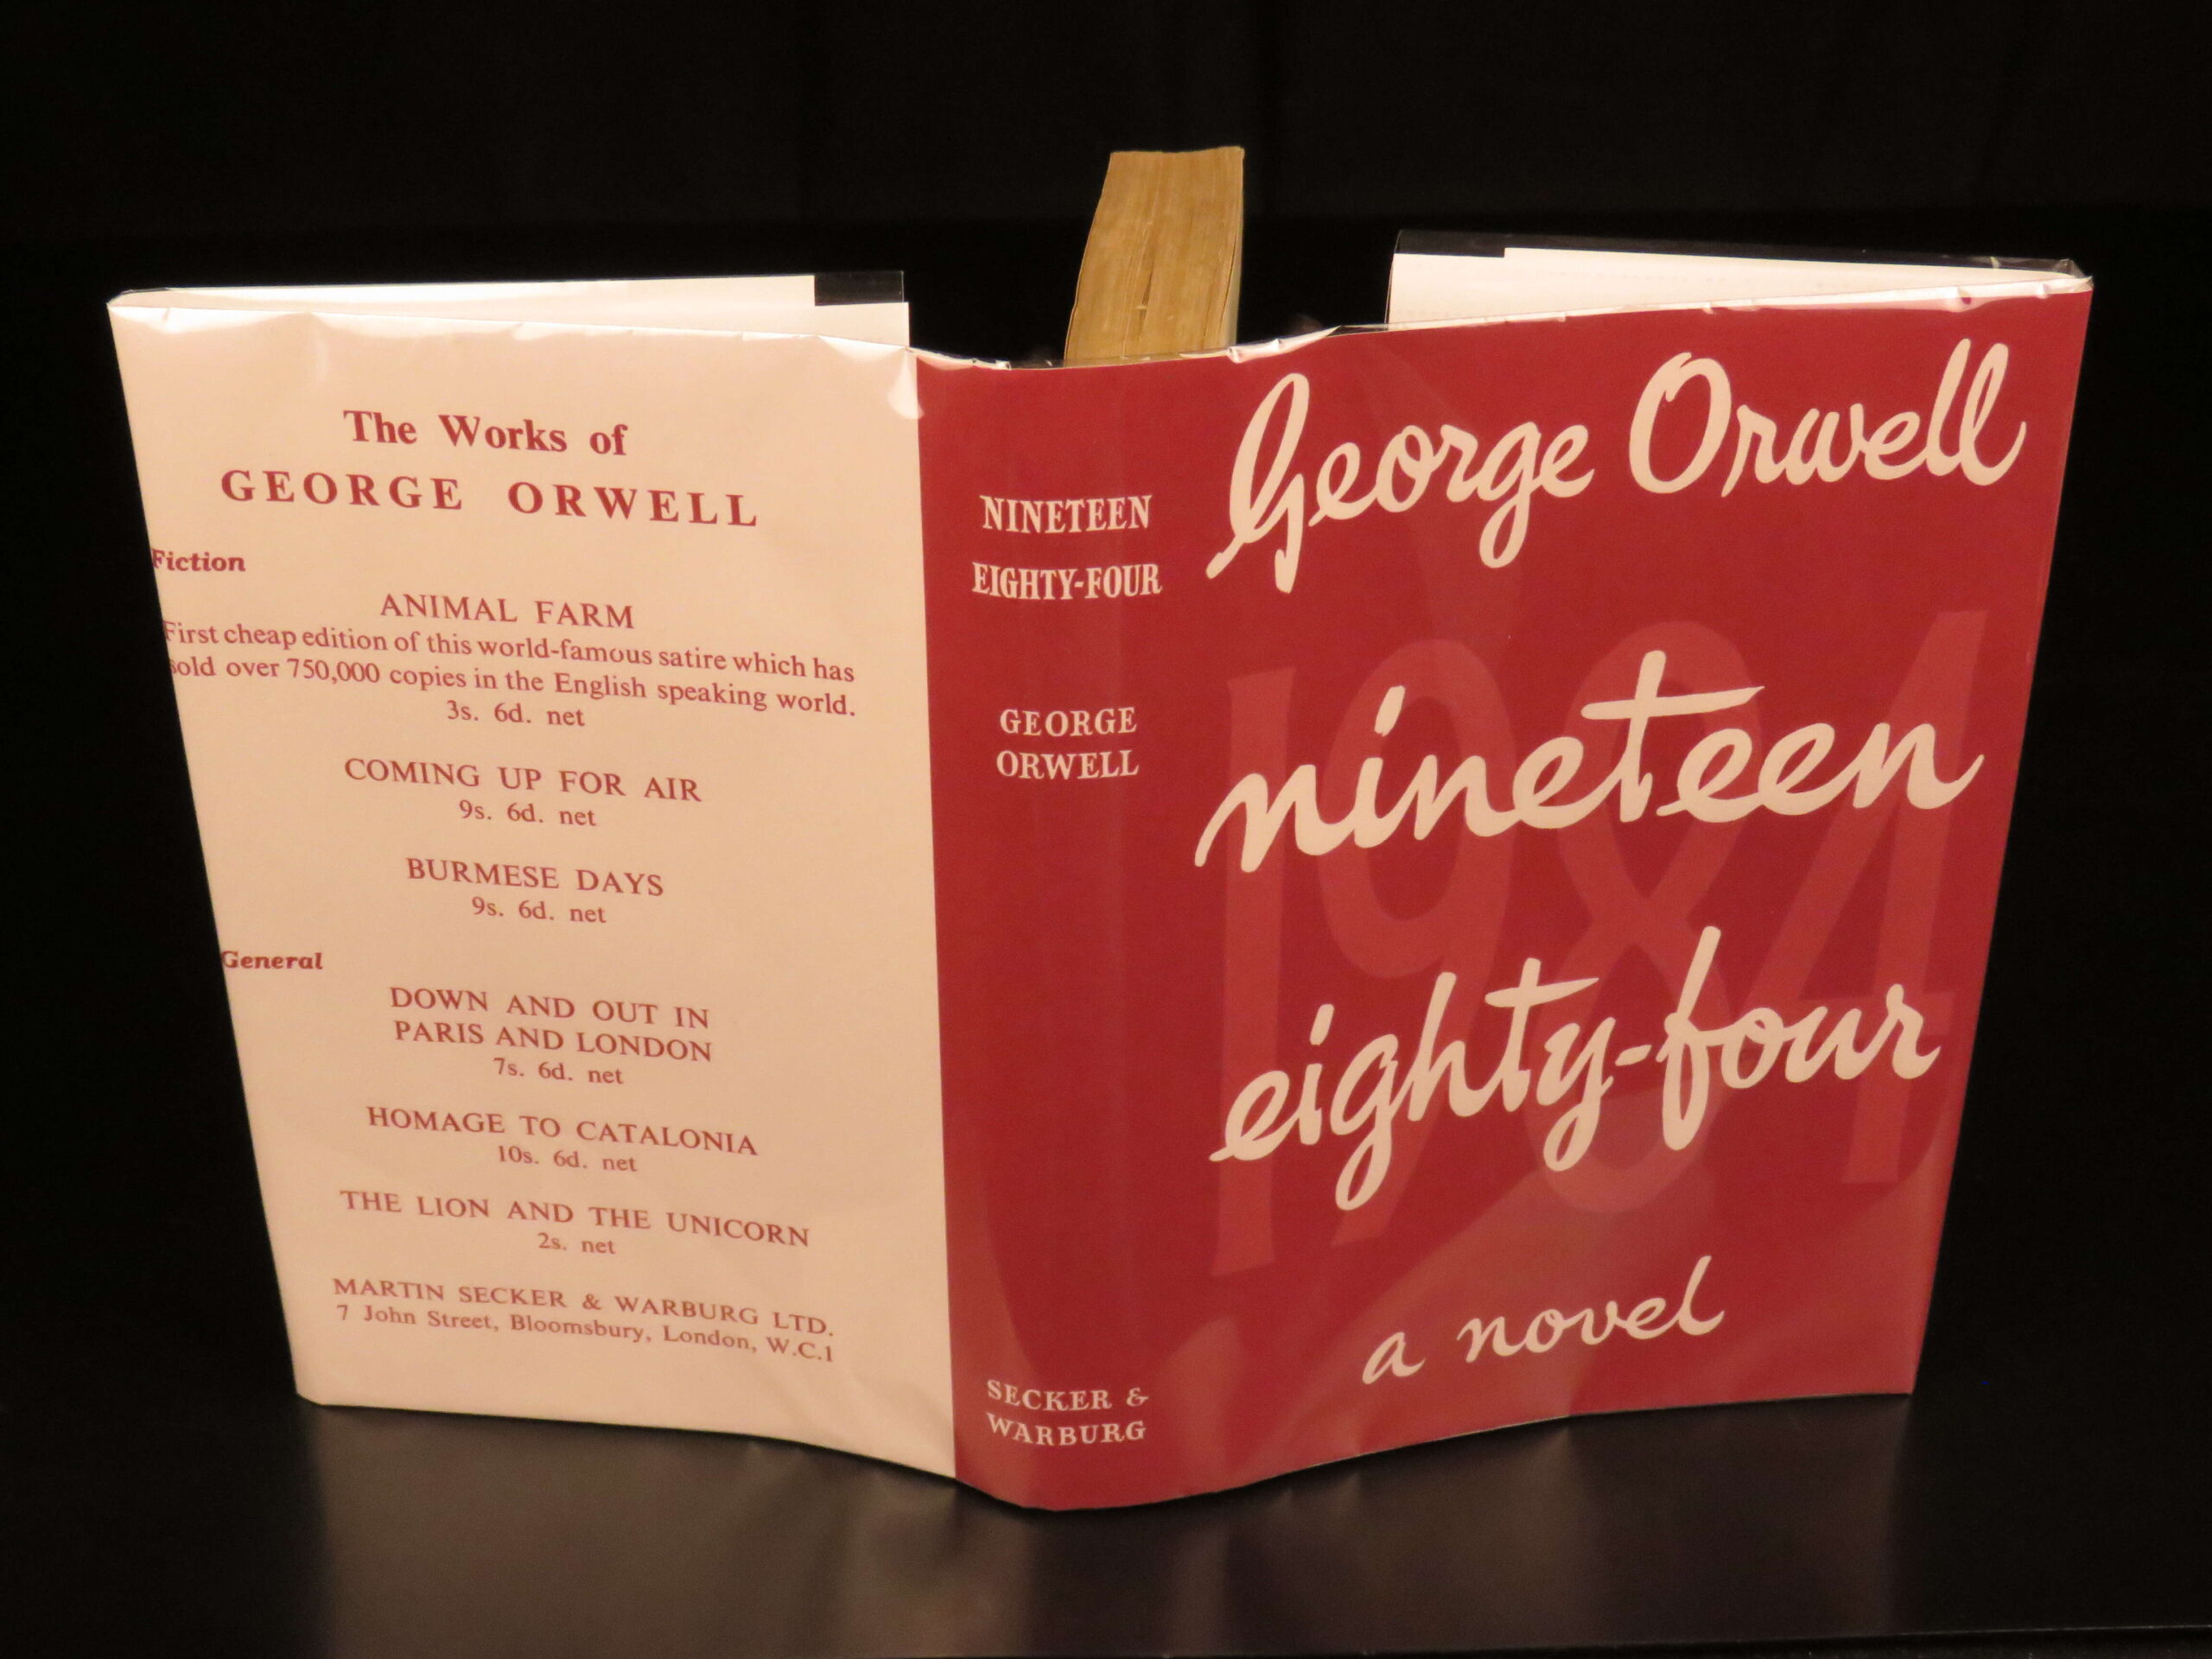 The Works of
GEORGE ORWELL
Fiction
ANIMAL FARM
First cheap edition of this world-famous satire which has
sold over 750,000 copies in the English speaking world.
3s. 6d. net
COMING UP FOR AIR
9s. 6d. net
BURMESE DAYS
9s. 6d. net
General
DOWN AND OUT IN
PARIS AND LONDON
7s. 6d. net
HOMAGE TO CATALONIA
10s. 6d. net
THE LION AND THE UNICORN
2s. net
MARTIN SECKER & WARBURG LTD.
7 John Street, Bloomsbury, London, W.C.1
NINETEEN
EIGHTY-FOUR
GEORGE
ORWELL
SECKER &
WARBURG
George Orwell
1984
nineteen
eighty-four
a novel